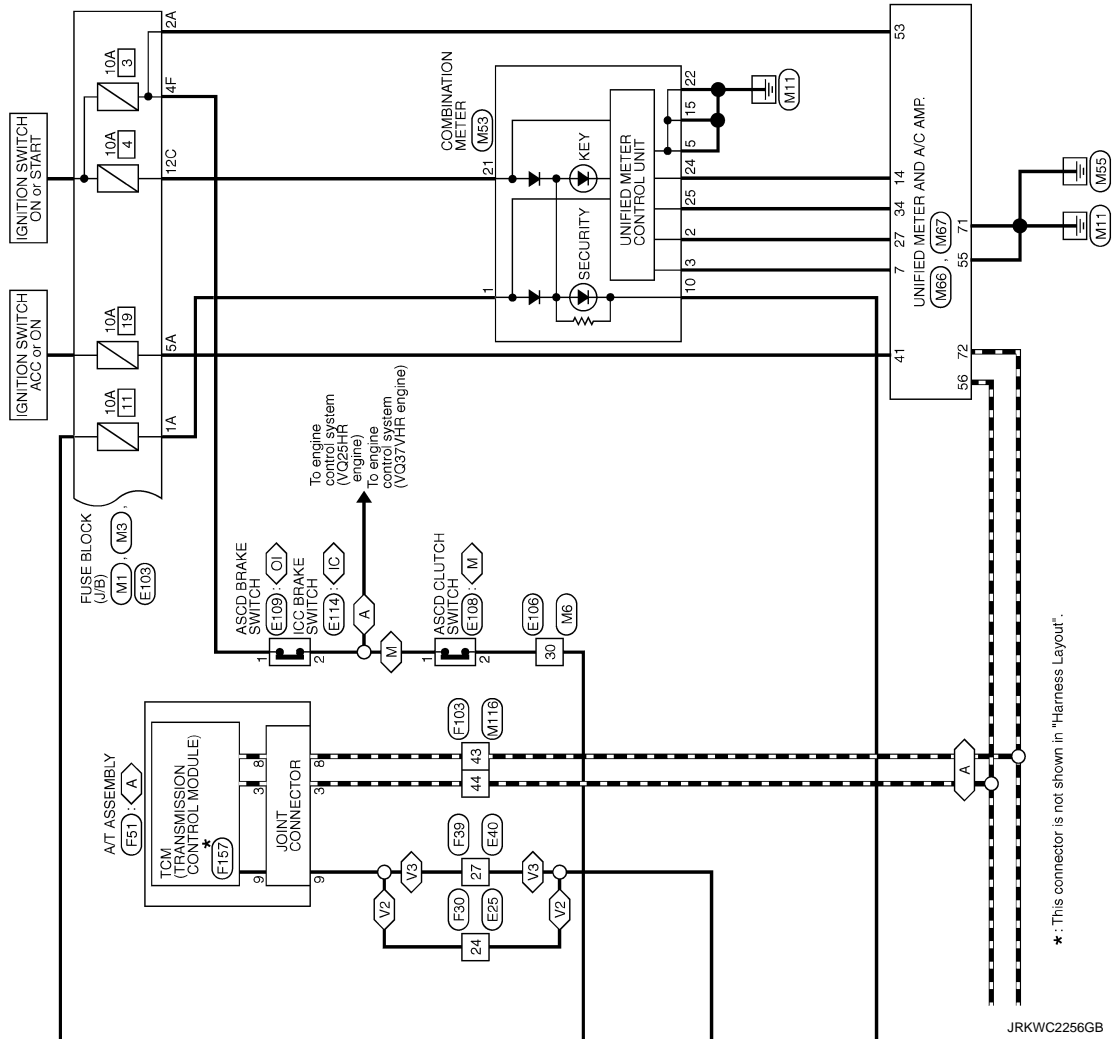 IGNITION SWITCH
ON or START
IGNITION SWITCH
ACC or ON
10A
3
10A
4
10A
19
10A
11
2A
4F
12C
5A
1A
FUSE BLOCK
(J/B)
M1
,
M3
,
E103
COMBINATION
METER
M53
21
1
KEY
SECURITY
UNIFIED METER
CONTROL UNIT
22
15
5
24
25
2
3
10
M11
53
14
34
27
7
41
UNIFIED METER AND A/C AMP.
M66
,
M67
71
55
72
56
M55
M11
To engine
control system
(VQ25HR
engine)
To engine
control system
(VQ37VHR engine)
ASCD BRAKE
SWITCH
E109
:
OI
ICC BRAKE
SWITCH
E114
:
IC
1
2
A
M
ASCD CLUTCH
SWITCH
E108
:
M
1
2
E106
30
M6
A/T ASSEMBLY
F51
:
A
TCM
(TRANSMISSION
CONTROL MODULE)
*
F157
JOINT
CONNECTOR
8
3
9
8
3
9
F103
43
44
M116
A
F39
27
E40
V3
V3
F30
24
E25
V2
V2
* : This connector is not shown in "Harness Layout".
JRKWC2256GB